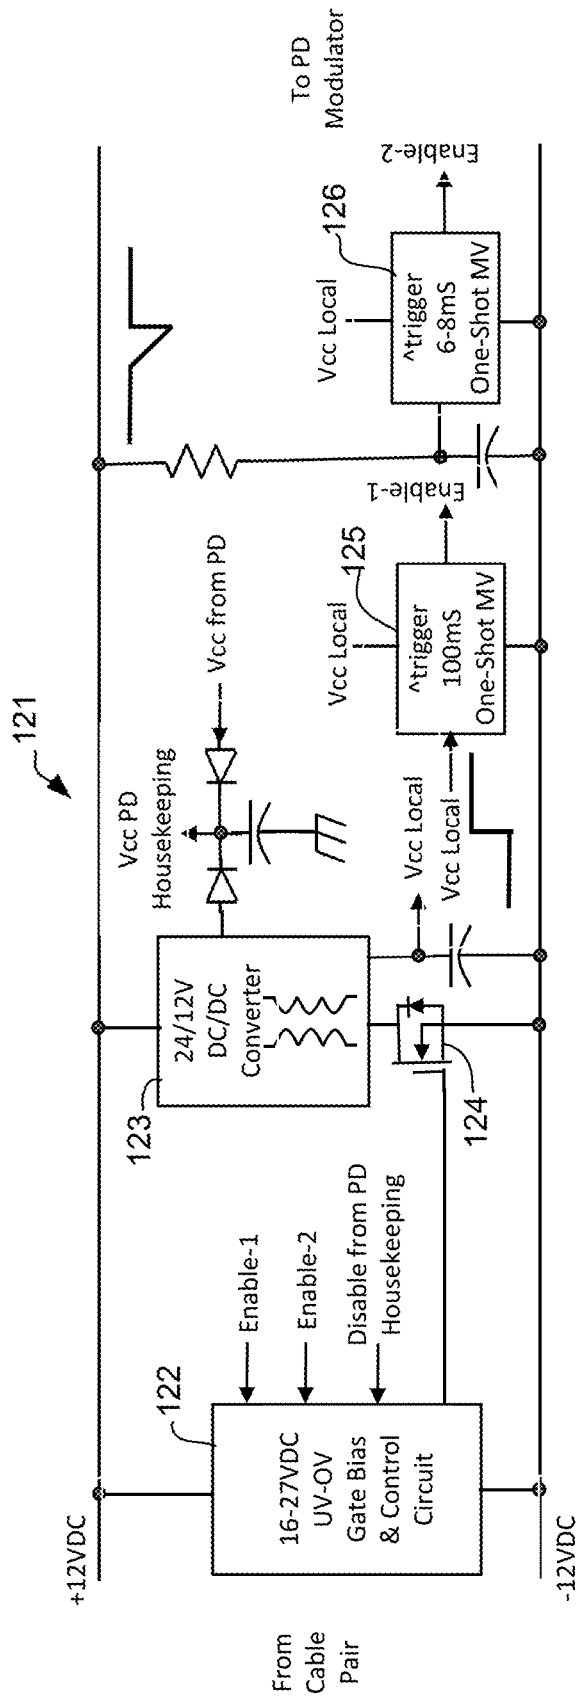 121
+12VDC
-12VDC
From
Cable
Pair
122
16-27VDC
UV-OV
Gate Bias
& Control
Circuit
Enable-1
Enable-2
Disable from PD
Housekeeping
123
24/12V
DC/DC
Converter
124
Vcc PD
Housekeeping
Vcc from PD
Vcc Local
Vcc Local
125
Vcc Local
^trigger
100mS
One-Shot MV
Enable-1
126
Vcc Local
^trigger
6-8mS
One-Shot MV
Enable-2
To PD
Modulator